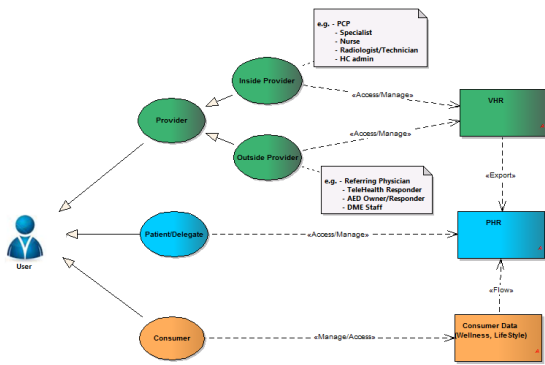 e.g. - PCP
- Specialist
- Nurse
- Radiologist/Technician
- HC admin
Inside Provider
«Access/Manage»
VHR
Provider
«Access/Manage»
Outside Provider
e.g. - Referring Physician
- TeleHealth Responder
- AED Owner/Responder
- DME Staff
«Export»
User
Patient/Delegate
«Access/Manage»
PHR
«Flow»
Consumer
«Manage/Access»
Consumer Data
(Wellness, LifeStyle)